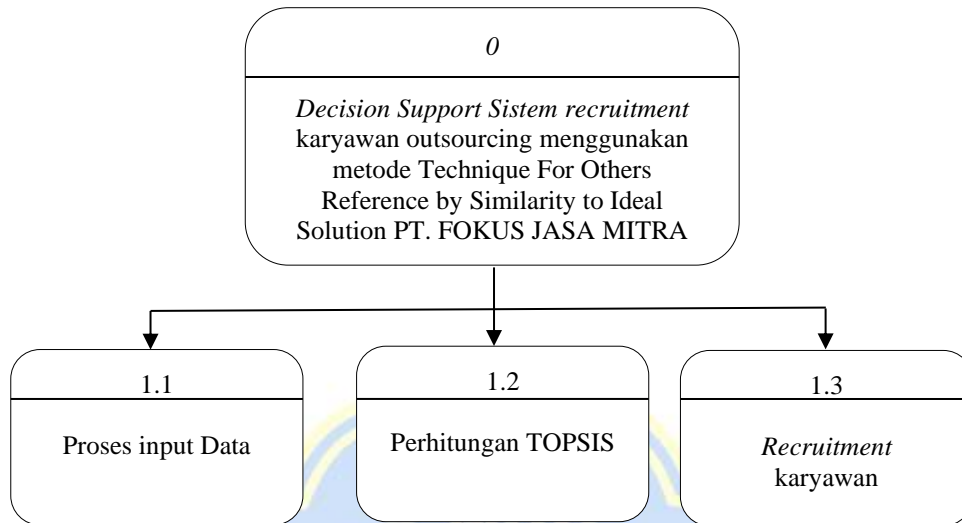 0
Decision Support Sistem recruitment
karyawan outsourcing menggunakan
metode Technique For Others
Reference by Similarity to Ideal
Solution PT. FOKUS JASA MITRA
1.1
Proses input Data
1.2
Perhitungan TOPSIS
1.3
Recruitment
karyawan